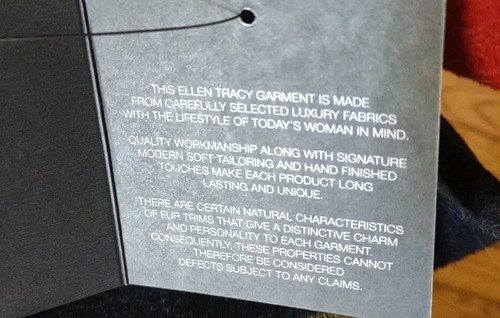 THIS ELLEN TRACY GARMENT IS MADE
FROM CAREFULLY SELECTED LUXURY FABRICS
WITH THE LIFESTYLE OF TODAY'S WOMAN IN MIND.
QUALITY WORKMANSHIP ALONG WITH SIGNATURE
MODERN SOFT TAILORING AND HAND FINISHED
TOUCHES MAKE EACH PRODUCT LONG
LASTING AND UNIQUE.
THERE ARE CERTAIN NATURAL CHARACTERISTICS
OF FUR TRIMS THAT GIVE A DISTINCTIVE CHARM
AND PERSONALITY TO EACH GARMENT.
CONSEQUENTLY, THESE PROPERTIES CANNOT
THEREFORE BE CONSIDERED
DEFECTS SUBJECT TO ANY CLAIMS.